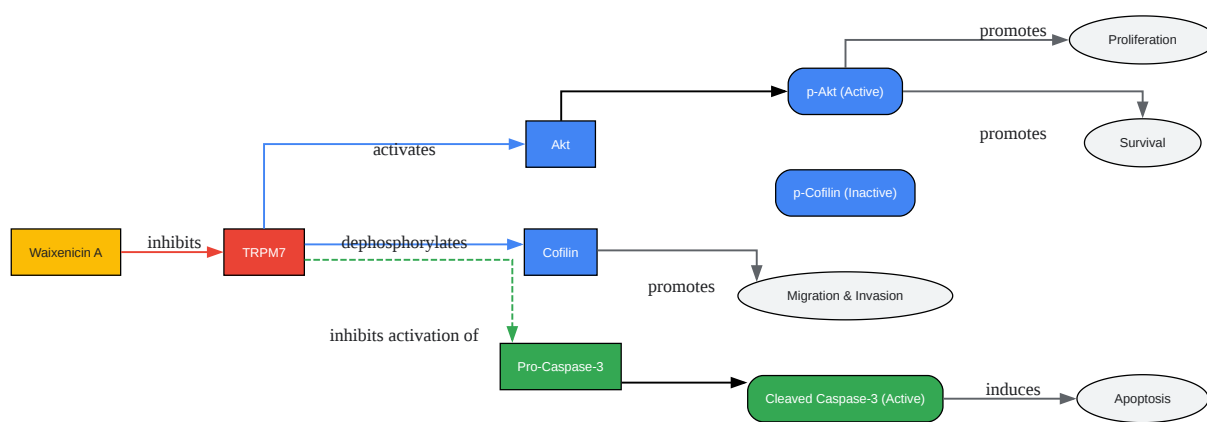 promotes
Proliferation
p-Akt (Active)
activates
Akt
promotes
Survival
p-Cofilin (Inactive)
Waixenicin A
inhibits
TRPM7
dephosphorylates
Cofilin
promotes
Migration & Invasion
inhibits activation of
Pro-Caspase-3
Cleaved Caspase-3 (Active)
induces
Apoptosis